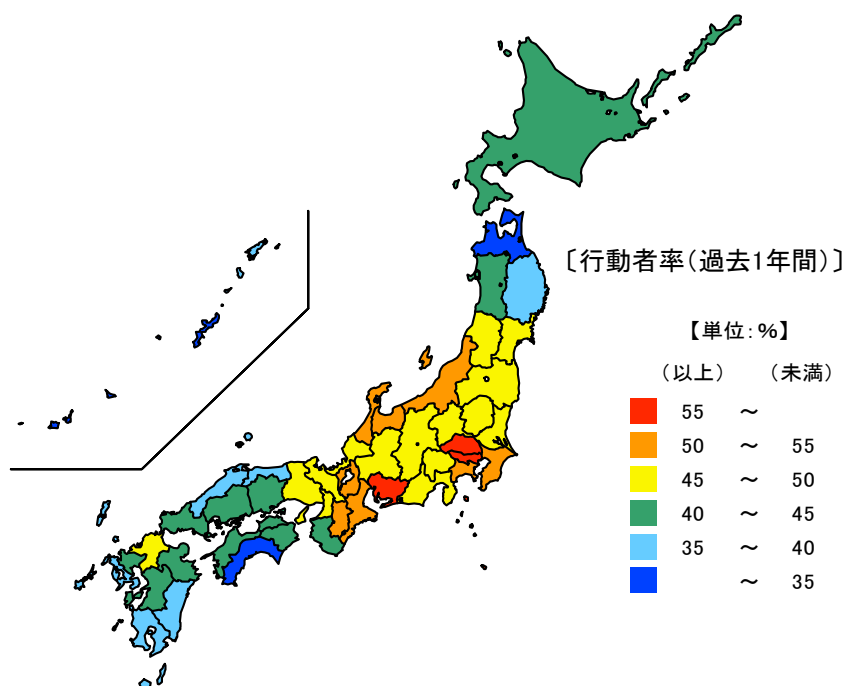 〔行動者率(過去1年間)〕
【単位:%】
(以上) (未満)
55 ～
50 ～ 55
45 ～ 50
40 ～ 45
35 ～ 40
～ 35